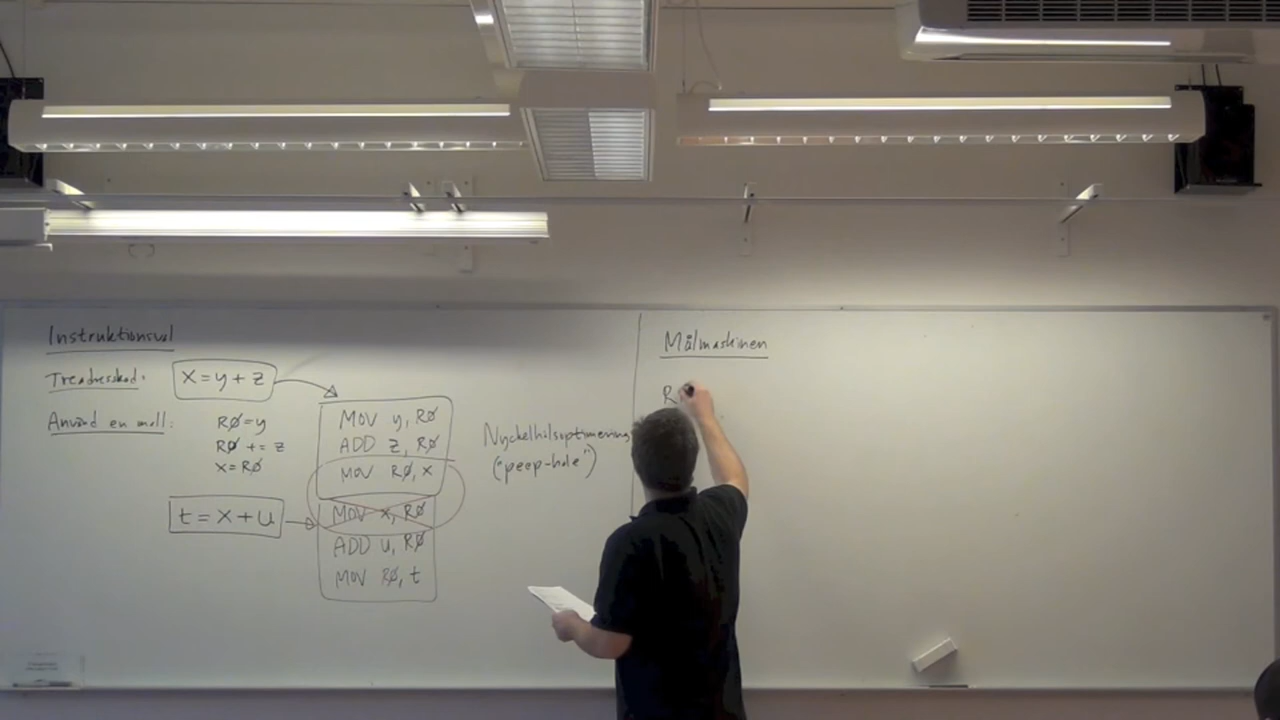 Instruktionsval
Treadresskod:
x = y + z
Använd en mall:
RØ = y
RØ += z
x = RØ
MOV y, RØ
ADD z, RØ
MOV RØ, x
t = x + u
MOV x, RØ
ADD u, RØ
MOV RØ, t
Nyckelhålsoptimering
("peep-hole")
Målmaskinen
R